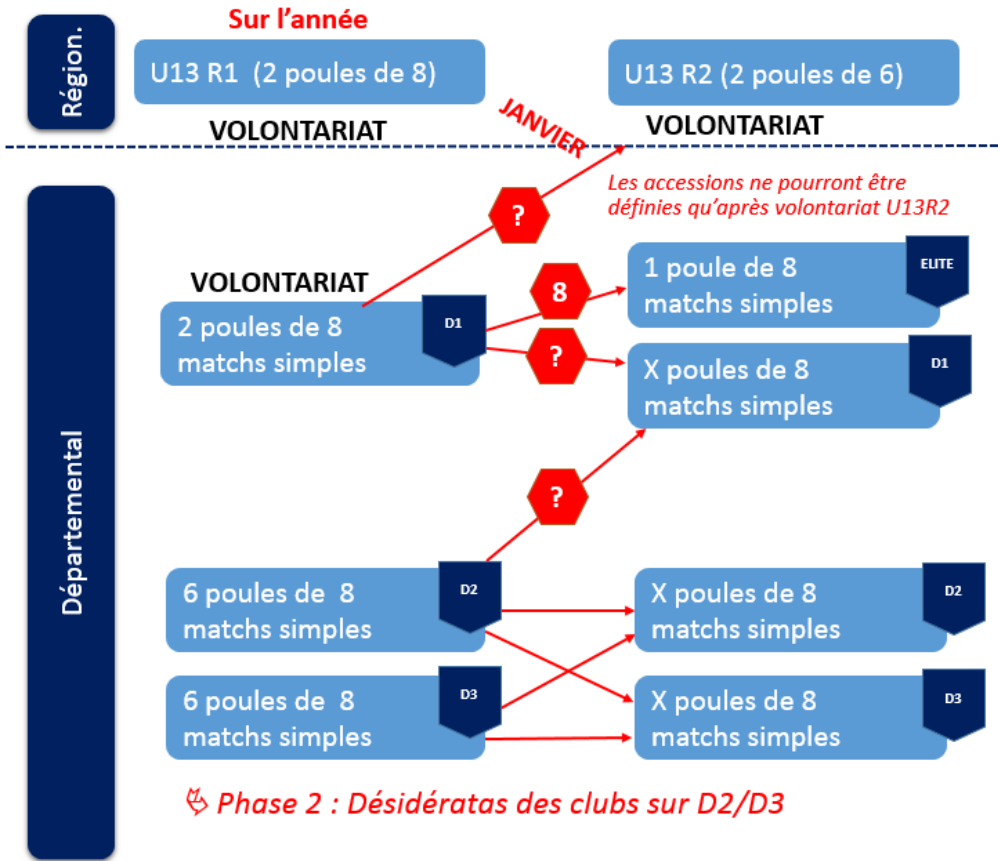 Sur l'année
Région.
U13 R1 (2 poules de 8)
U13 R2 (2 poules de 6)
VOLONTARIAT
JANVIER
VOLONTARIAT
Les accessions ne pourront être
définies qu'après volontariat U13R2
?
Départemental
VOLONTARIAT
2 poules de 8
matchs simples
D1
8
?
1 poule de 8
matchs simples
ELITE
X poules de 8
matchs simples
D1
?
6 poules de 8
matchs simples
D2
X poules de 8
matchs simples
D2
6 poules de 8
matchs simples
D3
X poules de 8
matchs simples
D3
Phase 2 : Désidératas des clubs sur D2/D3